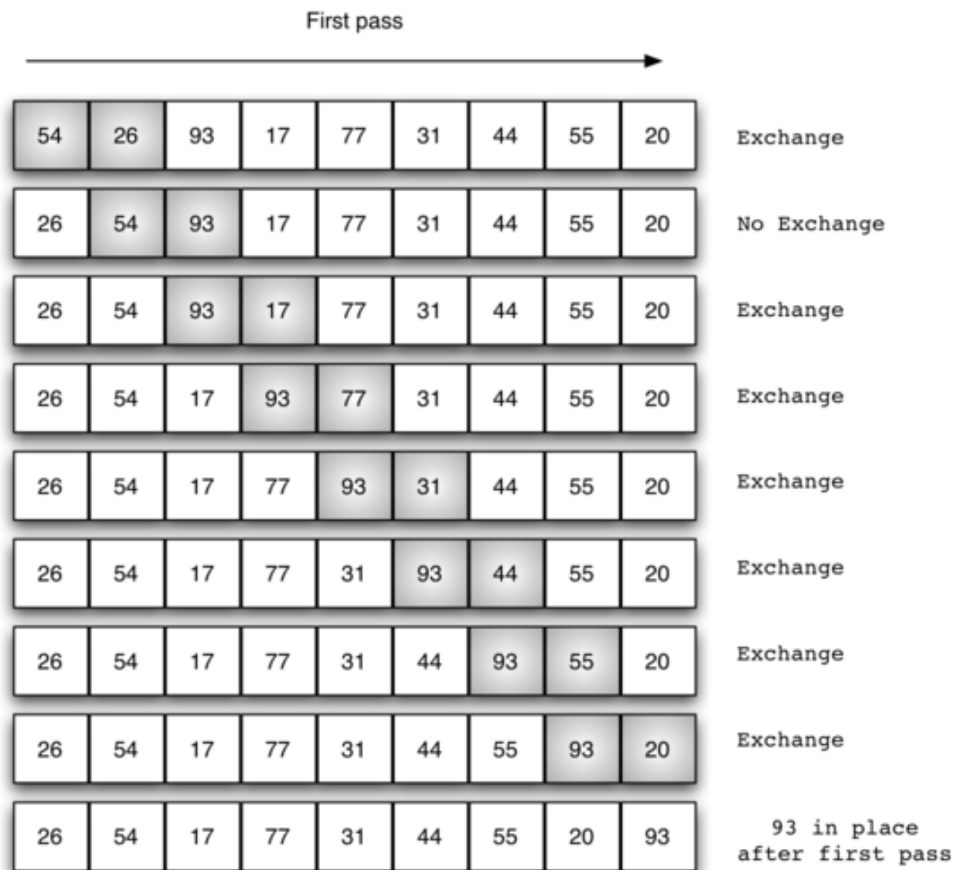 First pass
54 26 93 17 77 31 44 55 20 Exchange
26 54 93 17 77 31 44 55 20 No Exchange
26 54 93 17 77 31 44 55 20 Exchange
26 54 17 93 77 31 44 55 20 Exchange
26 54 17 77 93 31 44 55 20 Exchange
26 54 17 77 31 93 44 55 20 Exchange
26 54 17 77 31 44 93 55 20 Exchange
26 54 17 77 31 44 55 93 20 Exchange
26 54 17 77 31 44 55 20 93 93 in place
after first pass